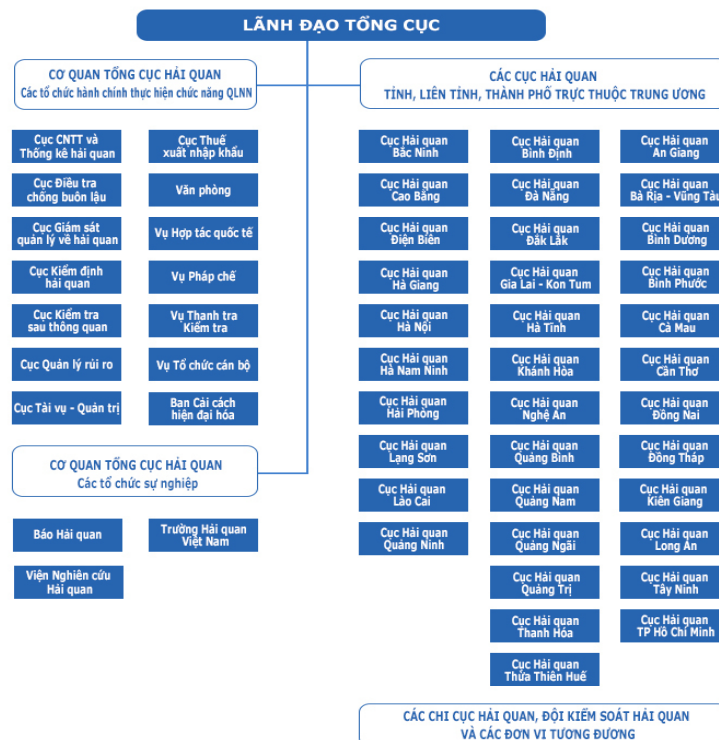 LÃNH ĐẠO TỔNG CỤC
CƠ QUAN TỔNG CỤC HẢI QUAN
Các tổ chức hành chính thực hiện chức năng QLNN
Cục CNTT và
Thống kê hải quan
Cục Thuế
xuất nhập khẩu
Cục Điều tra
chống buôn lậu
Văn phòng
Cục Giám sát
quản lý về hải quan
Vụ Hợp tác quốc tế
Cục Kiểm định
hải quan
Vụ Pháp chế
Cục Kiểm tra
sau thông quan
Vụ Thanh tra
Kiểm tra
Cục Quản lý rủi ro
Vụ Tổ chức cán bộ
Cục Tài vụ - Quản trị
Ban Cải cách
hiện đại hóa
CƠ QUAN TỔNG CỤC HẢI QUAN
Các tổ chức sự nghiệp
Báo Hải quan
Trường Hải quan
Việt Nam
Viện Nghiên cứu
Hải quan
CÁC CỤC HẢI QUAN
TỈNH, LIÊN TỈNH, THÀNH PHỐ TRỰC THUỘC TRUNG ƯƠNG
Cục Hải quan
Bắc Ninh
Cục Hải quan
Bình Định
Cục Hải quan
An Giang
Cục Hải quan
Cao Bằng
Cục Hải quan
Đà Nẵng
Cục Hải quan
Bà Rịa - Vũng Tàu
Cục Hải quan
Điện Biên
Cục Hải quan
Đắk Lắk
Cục Hải quan
Bình Dương
Cục Hải quan
Hà Giang
Cục Hải quan
Gia Lai - Kon Tum
Cục Hải quan
Bình Phước
Cục Hải quan
Hà Nội
Cục Hải quan
Hà Tĩnh
Cục Hải quan
Cà Mau
Cục Hải quan
Hà Nam Ninh
Cục Hải quan
Khánh Hòa
Cục Hải quan
Cần Thơ
Cục Hải quan
Hải Phòng
Cục Hải quan
Nghệ An
Cục Hải quan
Đồng Nai
Cục Hải quan
Lạng Sơn
Cục Hải quan
Quảng Bình
Cục Hải quan
Đồng Tháp
Cục Hải quan
Lào Cai
Cục Hải quan
Quảng Nam
Cục Hải quan
Kiên Giang
Cục Hải quan
Quảng Ninh
Cục Hải quan
Quảng Ngãi
Cục Hải quan
Long An
Cục Hải quan
Quảng Trị
Cục Hải quan
Tây Ninh
Cục Hải quan
Thanh Hóa
Cục Hải quan
TP Hồ Chí Minh
Cục Hải quan
Thừa Thiên Huế
CÁC CHI CỤC HẢI QUAN, ĐỘI KIỂM SOÁT HẢI QUAN
VÀ CÁC ĐƠN VỊ TƯƠNG ĐƯƠNG